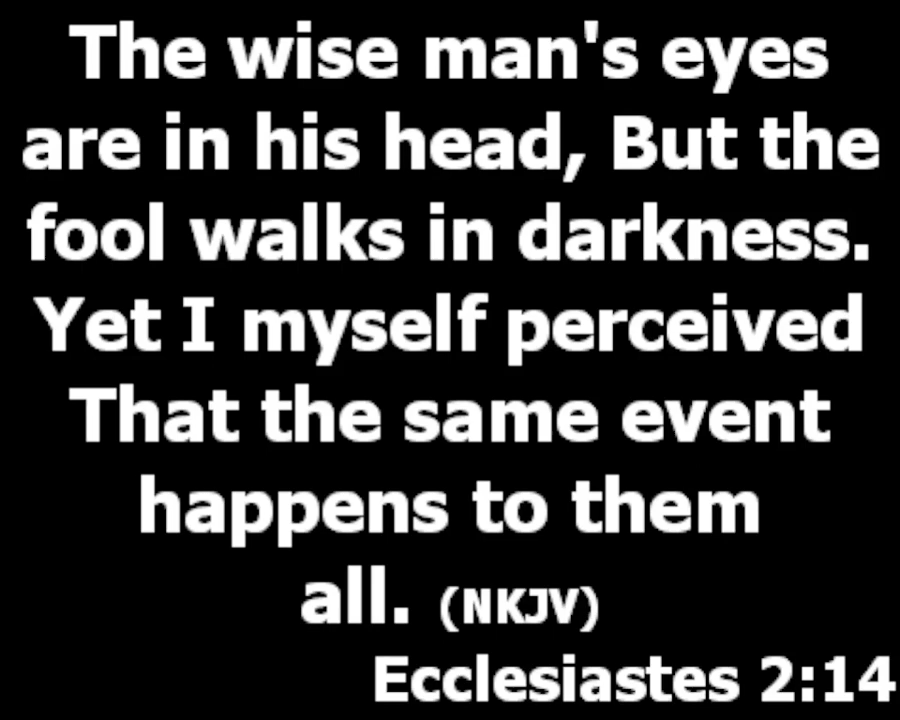 The wise man's eyes
are in his head, But the
fool walks in darkness.
Yet I myself perceived
That the same event
happens to them
all. (NKJV)
Ecclesiastes 2:14